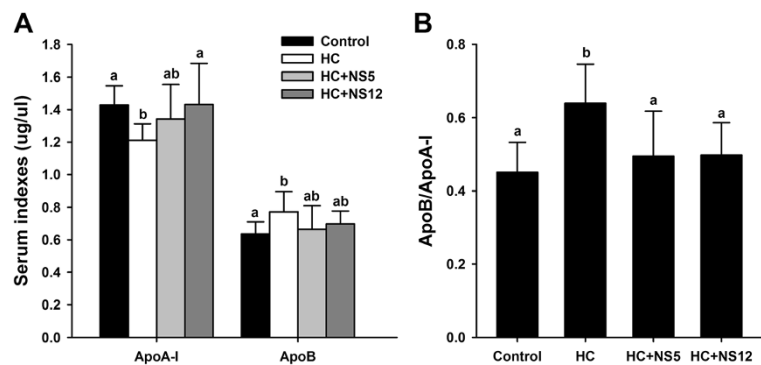 A
Serum indexes (ug/ul)
1.8
1.6
1.4
1.2
1.0
0.8
0.6
0.4
0.2
0.0
Control
HC
HC+NS5
HC+NS12
a
b
ab
a
a
b
ab
ab
ApoA-I
ApoB
B
ApoB/ApoA-I
0.8
0.6
0.4
0.2
0.0
a
b
a
a
Control
HC
HC+NS5
HC+NS12